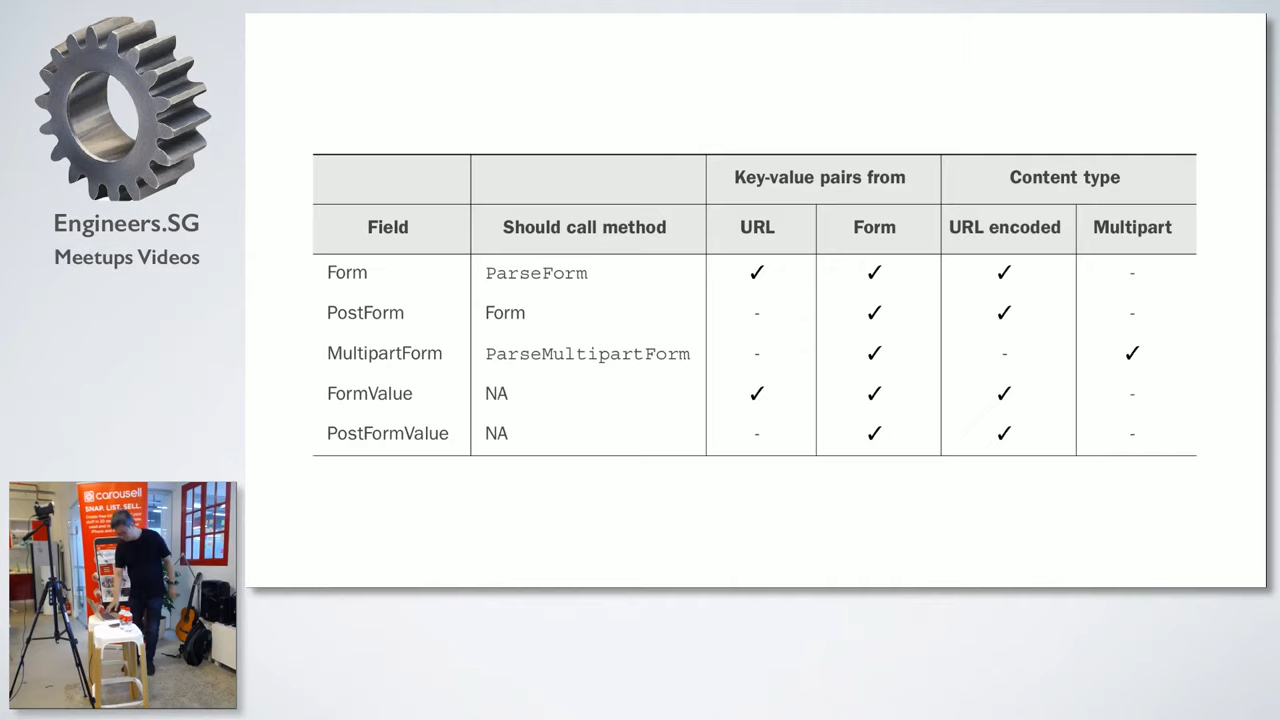 Engineers.SG
Meetups Videos
Key-value pairs from Content type
Field Should call method URL Form URL encoded Multipart
Form ParseForm ✓ ✓ ✓ -
PostForm Form - ✓ ✓ -
MultipartForm ParseMultipartForm - ✓ - ✓
FormValue NA ✓ ✓ ✓ -
PostFormValue NA - ✓ ✓ -
carousell
SNAP. LIST. SELL.